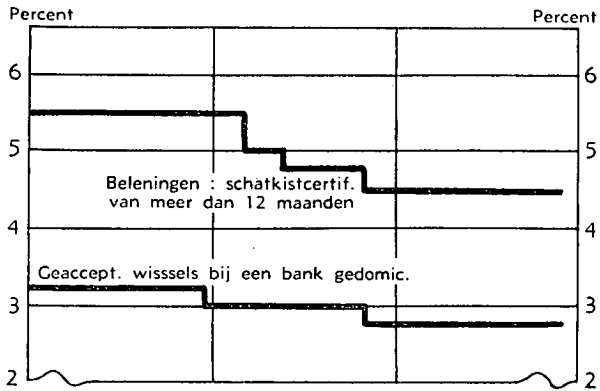 Percent Percent
6 6
5 5
Beleningen : schatkistcertif.
van meer dan 12 maanden
4 4
Geaccept. wisssels bij een bank gedomic.
3 3
2 2